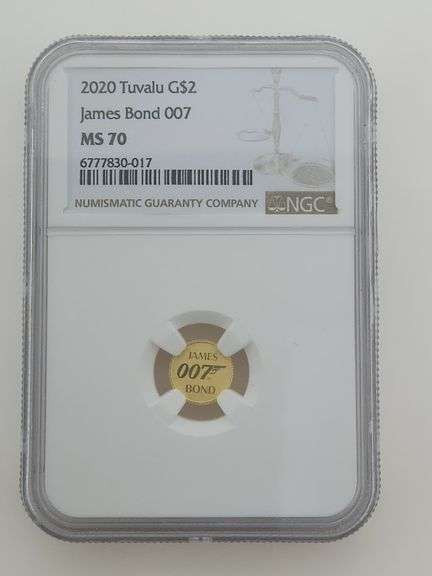 2020 Tuvalu G$2
James Bond 007
MS 70
6777830-017
NUMISMATIC GUARANTY COMPANY NGC
JAMES
007
BOND